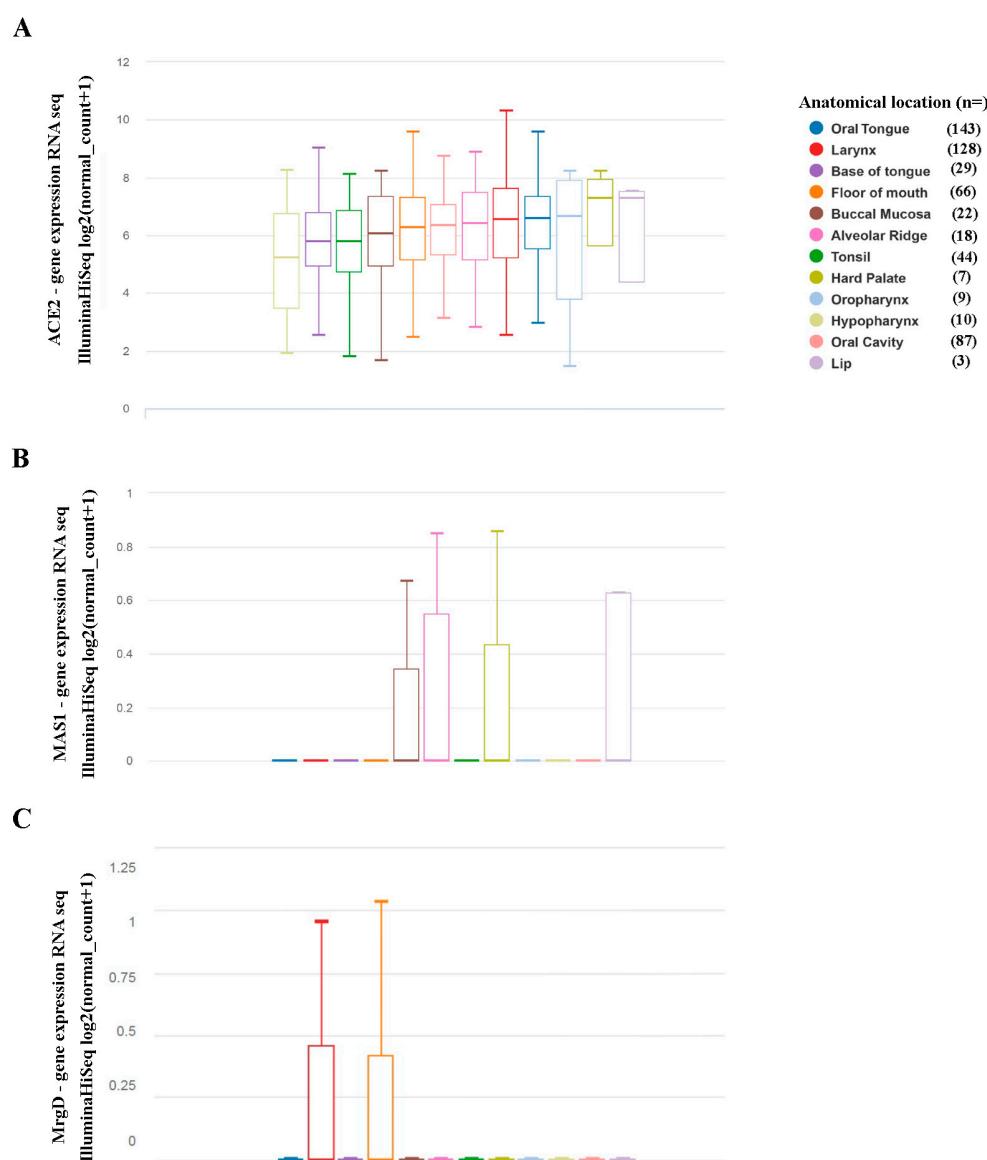 A
ACE2 - gene expression RNA seq
IlluminaHiSeq log2(normal_count+1)
12
10
8
6
4
2
0
Anatomical location (n=)
Oral Tongue (143)
Larynx (128)
Base of tongue (29)
Floor of mouth (66)
Buccal Mucosa (22)
Alveolar Ridge (18)
Tonsil (44)
Hard Palate (7)
Oropharynx (9)
Hypopharynx (10)
Oral Cavity (87)
Lip (3)
B
MAS1 - gene expression RNA seq
IlluminaHiSeq log2(normal_count+1)
1
0.8
0.6
0.4
0.2
0
C
MrgD - gene expression RNA seq
IlluminaHiSeq log2(normal_count+1)
1.25
1
0.75
0.5
0.25
0